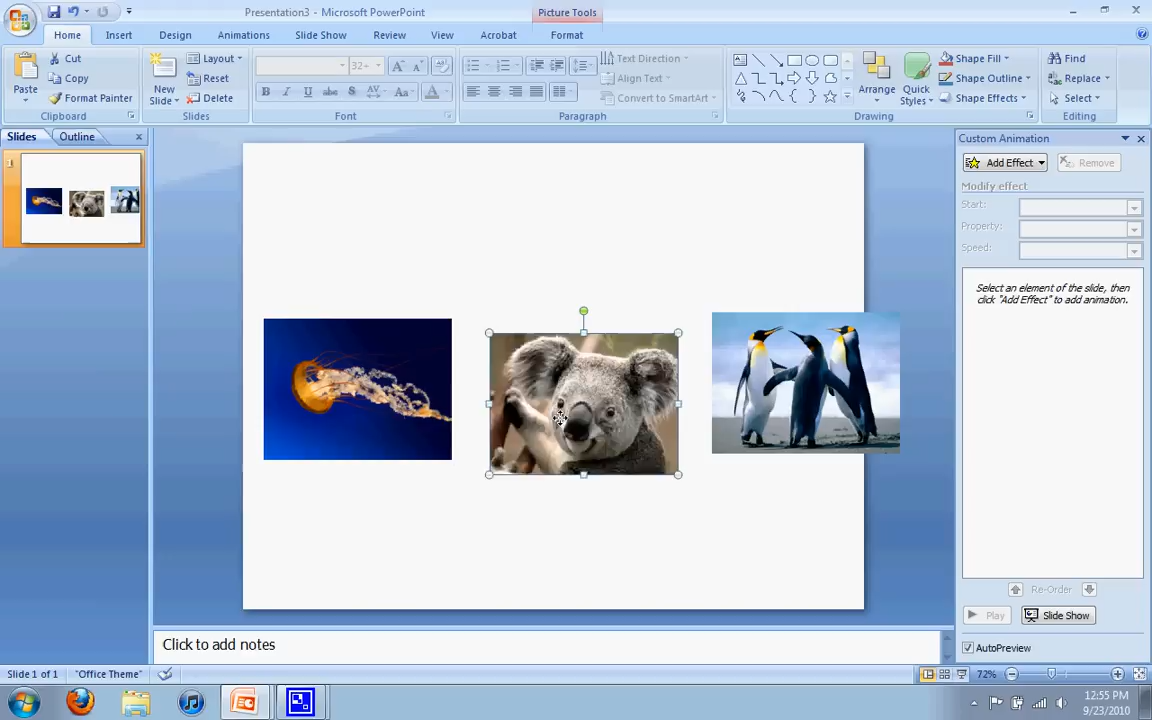 Presentation3 - Microsoft PowerPoint
Picture Tools
Home Insert Design Animations Slide Show Review View Acrobat Format
Paste
Cut
Copy
Format Painter
Clipboard
New Slide
Layout
Reset
Delete
Slides
32+
Font
Text Direction
Align Text
Convert to SmartArt
Paragraph
Arrange
Quick Styles
Shape Fill
Shape Outline
Shape Effects
Drawing
Find
Replace
Select
Editing
Slides Outline
1
Custom Animation
Add Effect Remove
Modify effect
Start:
Property:
Speed:
Select an element of the slide, then
click "Add Effect" to add animation.
Re-Order
Play Slide Show
AutoPreview
Click to add notes
Slide 1 of 1 "Office Theme" 72%
12:55 PM
9/23/2010